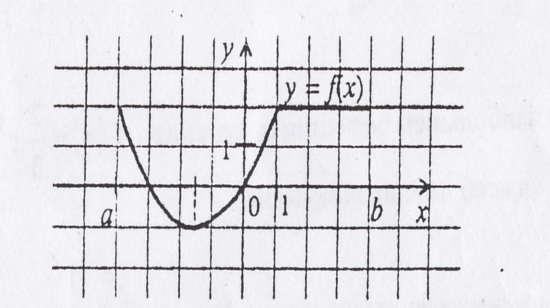 y
y = f(x)
1
a 0 1 b x